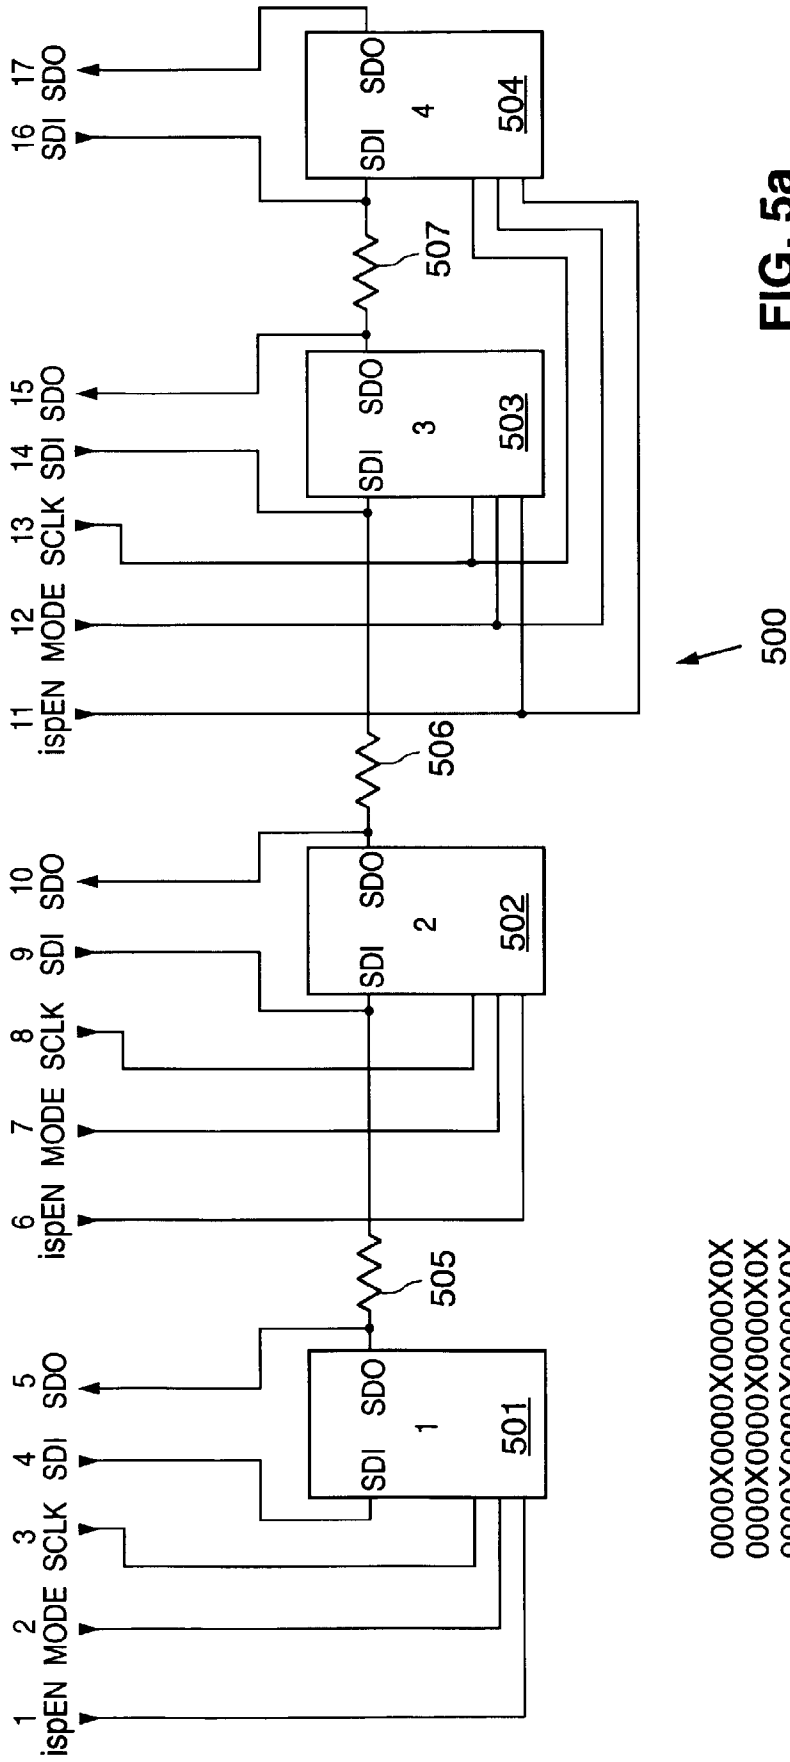 1 2 3 4 5 6 7 8 9 10 11 12 13 14 15 16 17
ispEN MODE SCLK SDI SDO ispEN MODE SCLK SDI SDO ispEN MODE SCLK SDI SDO SDI SDO
SDI SDO SDI SDO SDI SDO SDI SDO
1 2 3 4
505 506 507
501 502 503 504
500
FIG. 5a
0000X0000X0000X0X
0000X0000X0000X0X
0000X0000X0000X0X